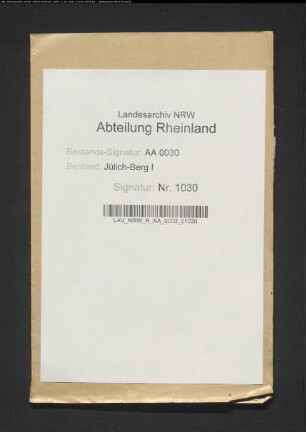 Landesarchiv NRW
Abteilung Rheinland
Bestands-Signatur: AA 0030
Bestand: Jülich-Berg I
Signatur: Nr. 1030
LAV_NRW_R_AA_0030_01030